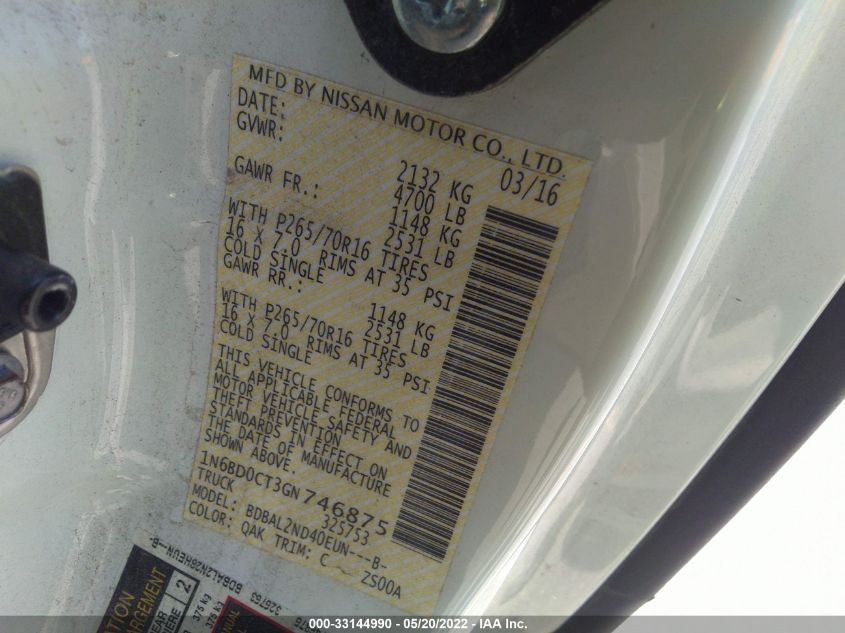 MFD BY NISSAN MOTOR CO., LTD.
DATE: 03/16
GVWR: 2132 KG
4700 LB
GAWR FR.: 1148 KG
2531 LB
WITH P265/70R16 TIRES
16 X 7.0 RIMS AT 35 PSI
COLD SINGLE
GAWR RR.: 1148 KG
2531 LB
WITH P265/70R16 TIRES
16 X 7.0 RIMS AT 35 PSI
COLD SINGLE
THIS VEHICLE CONFORMS TO
ALL APPLICABLE FEDERAL
MOTOR VEHICLE SAFETY AND
THEFT PREVENTION
STANDARDS IN EFFECT ON
THE DATE OF MANUFACTURE
SHOWN ABOVE.
1N6BD0CT3GN746875
TRUCK 325753
MODEL: BDBAL2ND40EUN---B-
COLOR: QAK TRIM: C ZS00A
325753
2
375 kg
000-33144990 - 05/20/2022 - IAA Inc.